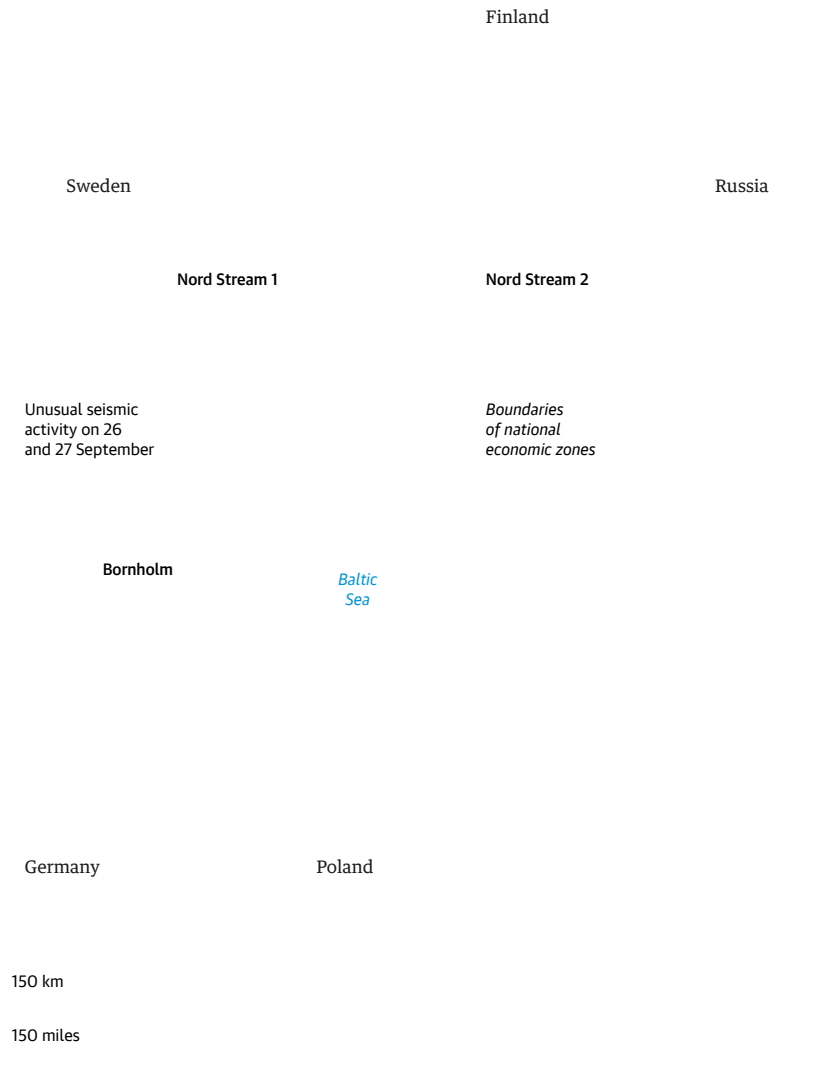 Finland
Sweden
Russia
Nord Stream 1
Nord Stream 2
Unusual seismic
activity on 26
and 27 September
Boundaries
of national
economic zones
Bornholm
Baltic
Sea
Germany
Poland
150 km
150 miles